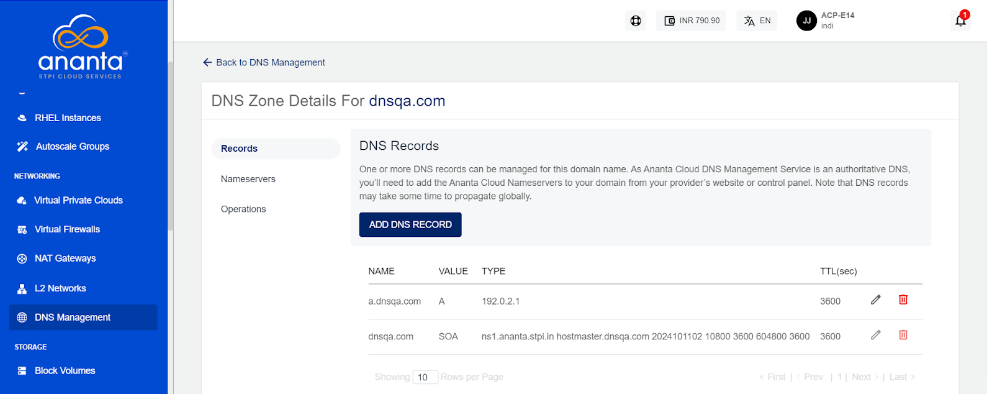 ananta®
STPI CLOUD SERVICES
RHEL Instances
Autoscale Groups
NETWORKING
Virtual Private Clouds
Virtual Firewalls
NAT Gateways
L2 Networks
DNS Management
STORAGE
Block Volumes
INR 790.90
EN
JJ
ACP-E14
indi
1
Back to DNS Management
DNS Zone Details For dnsqa.com
Records
Nameservers
Operations
DNS Records
One or more DNS records can be managed for this domain name. As Ananta Cloud DNS Management Service is an authoritative DNS,
you'll need to add the Ananta Cloud Nameservers to your domain from your provider's website or control panel. Note that DNS records
may take some time to propagate globally.
ADD DNS RECORD
NAME VALUE TYPE TTL(sec)
a.dnsqa.com A 192.0.2.1 3600
dnsqa.com SOA ns1.ananta.stpi.in hostmaster.dnsqa.com 2024101102 10800 3600 604800 3600 3600
Showing 10 Rows per Page
< First | < Prev | 1 | Next > | Last >